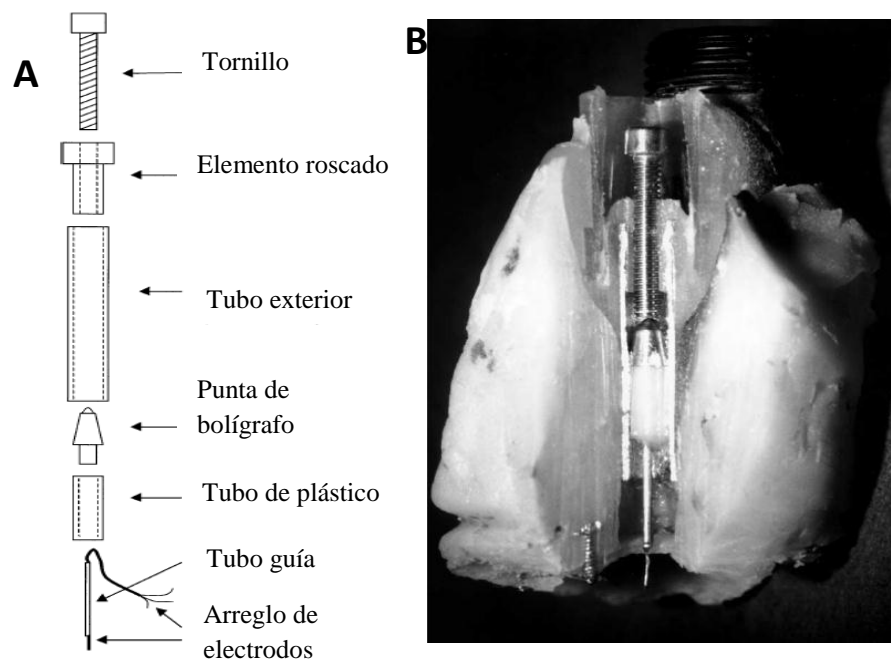 A
B
Tornillo
Elemento roscado
Tubo exterior
Punta de
bolígrafo
Tubo de plástico
Tubo guía
Arreglo de
electrodos